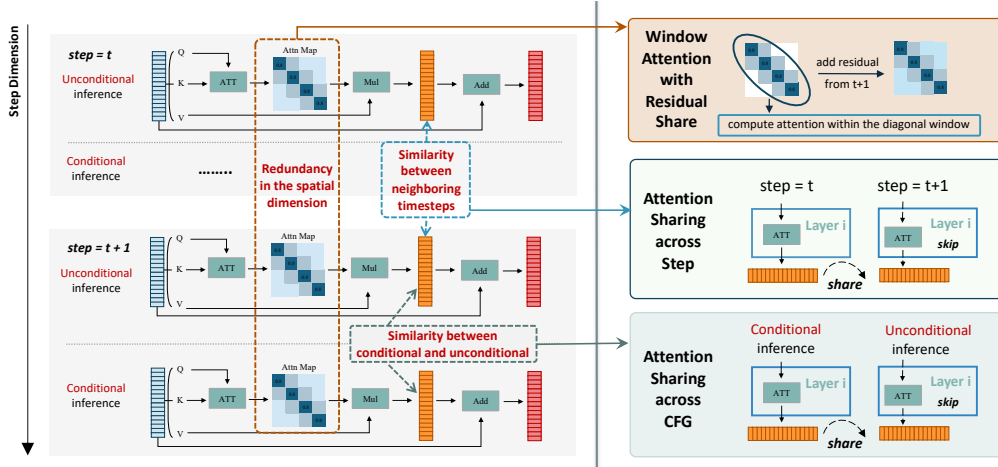 Step Dimension
step = t
Unconditional
inference
Q
K
V
ATT
Attn Map
Mul
Add
Conditional
inference
........
Redundancy
in the spatial
dimension
Similarity
between
neighboring
timesteps
step = t + 1
Unconditional
inference
Q
K
V
ATT
Attn Map
Mul
Add
Similarity between
conditional and unconditional
Conditional
inference
Q
K
V
ATT
Attn Map
Mul
Add
Window
Attention
with
Residual
Share
add residual
from t+1
compute attention within the diagonal window
Attention
Sharing
across
Step
step = t
step = t+1
Layer i
ATT
Layer i
ATT
skip
share
Attention
Sharing
across
CFG
Conditional
inference
Unconditional
inference
Layer i
ATT
Layer i
ATT
skip
share